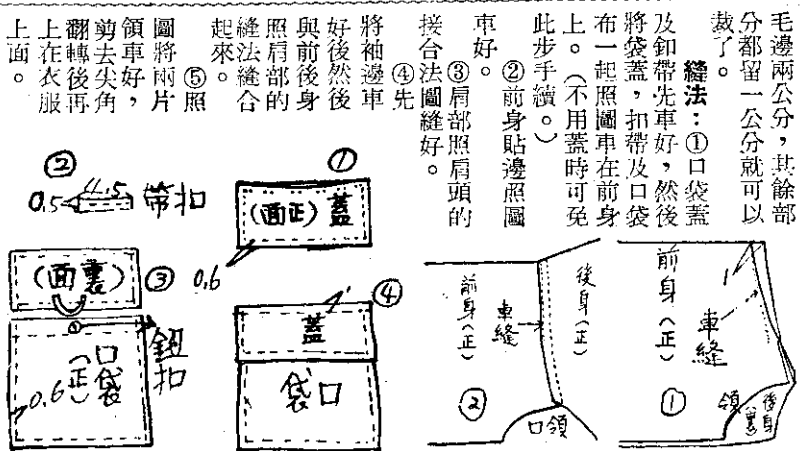 毛邊兩公分，其餘部
分都留一公分就可以
裁了。
縫法：①口袋蓋
及釦帶先車好，然後
將袋蓋，扣帶及口袋
布一起照圖車在前身
上。（不用蓋時可免
此步手續。）
②前身貼邊照圖
車好。
③肩部照肩頭的
接合法圖縫好。
④先
將袖邊車
好後然後
與前後身
照肩部的
縫法縫合
起來。
⑤照
圖將兩片
領車好，
剪去尖角
翻轉後再
上在衣服
上面。
①
蓋（正面）
0.6
②
0.5
4.5
帶扣
③
（裏面）
鈕扣
口袋（正）
0.6
④
1
蓋
袋口
①
前身（正）
1
車縫
領
後身（裏）
②
前身（正）
車縫
後身（正）
口領